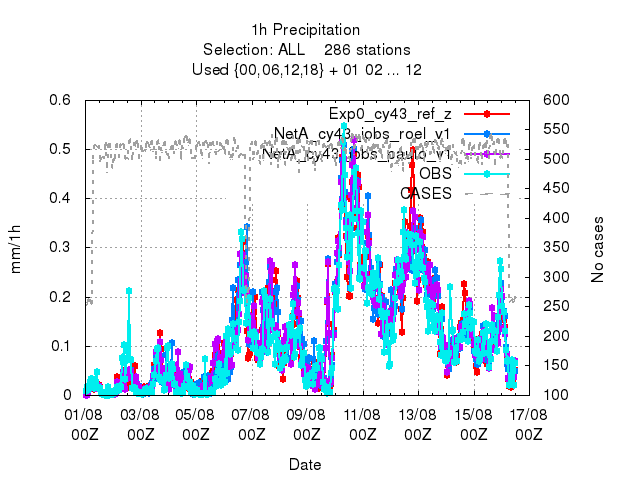 1h Precipitation
Selection: ALL    286 stations
Used {00,06,12,18} + 01 02 ... 12
Exp0_cy43_ref_z
NetA_cy43_iobs_roel_v1
NetA_cy43_iobs_pauto_v1
OBS
CASES
mm/1h
0.6
0.5
0.4
0.3
0.2
0.1
0
No cases
600
550
500
450
400
350
300
250
200
150
100
01/08 03/08 05/08 07/08 09/08 11/08 13/08 15/08 17/08
00Z 00Z 00Z 00Z 00Z 00Z 00Z 00Z 00Z
Date